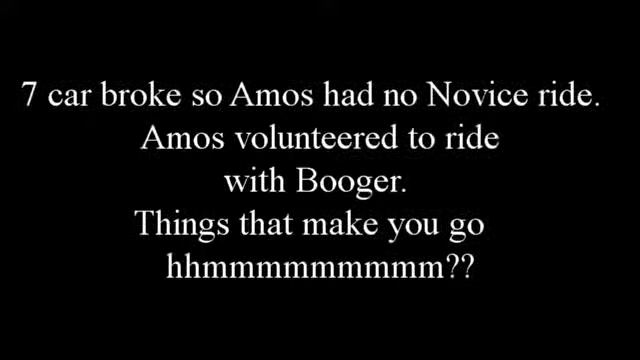 7 car broke so Amos had no Novice ride.
Amos volunteered to ride
with Booger.
Things that make you go
hhmmmmmmmmm??